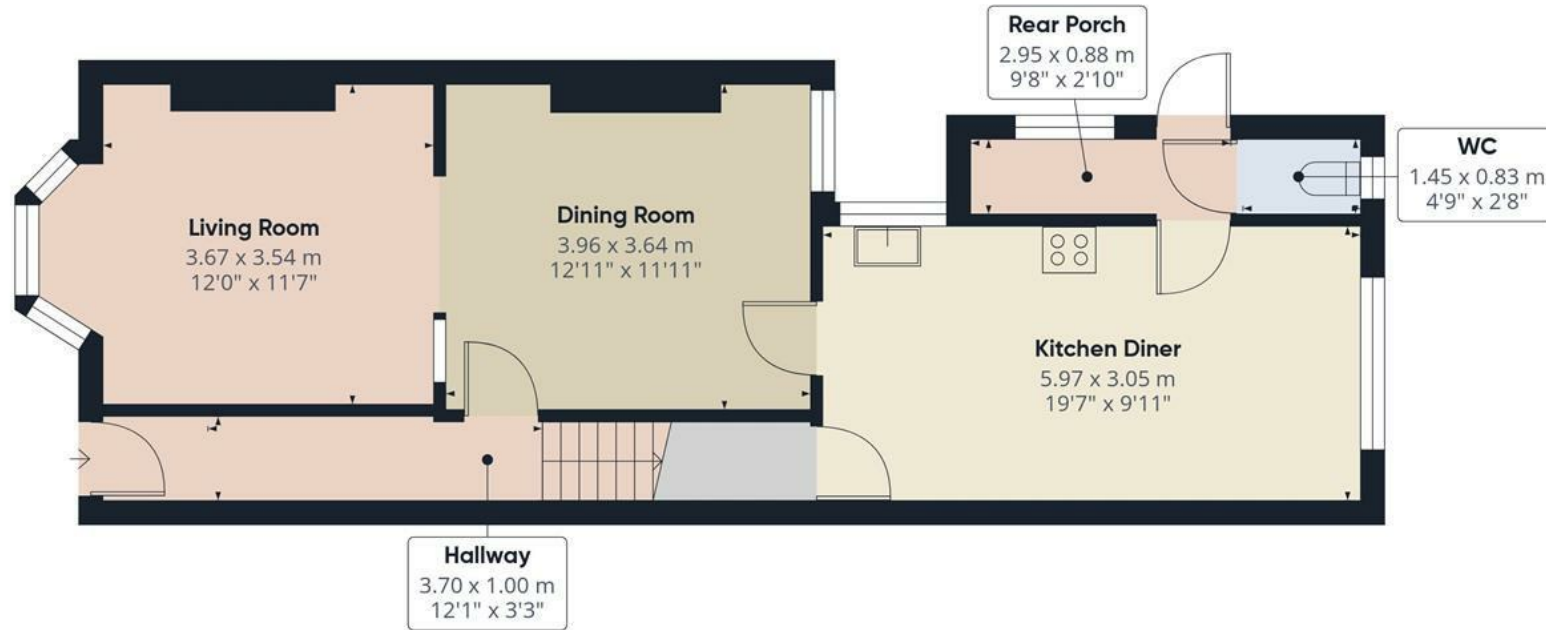 Rear Porch
2.95 x 0.88 m
9'8" x 2'10"
WC
1.45 x 0.83 m
4'9" x 2'8"
Living Room
3.67 x 3.54 m
12'0" x 11'7"
Dining Room
3.96 x 3.64 m
12'11" x 11'11"
Kitchen Diner
5.97 x 3.05 m
19'7" x 9'11"
Hallway
3.70 x 1.00 m
12'1" x 3'3"